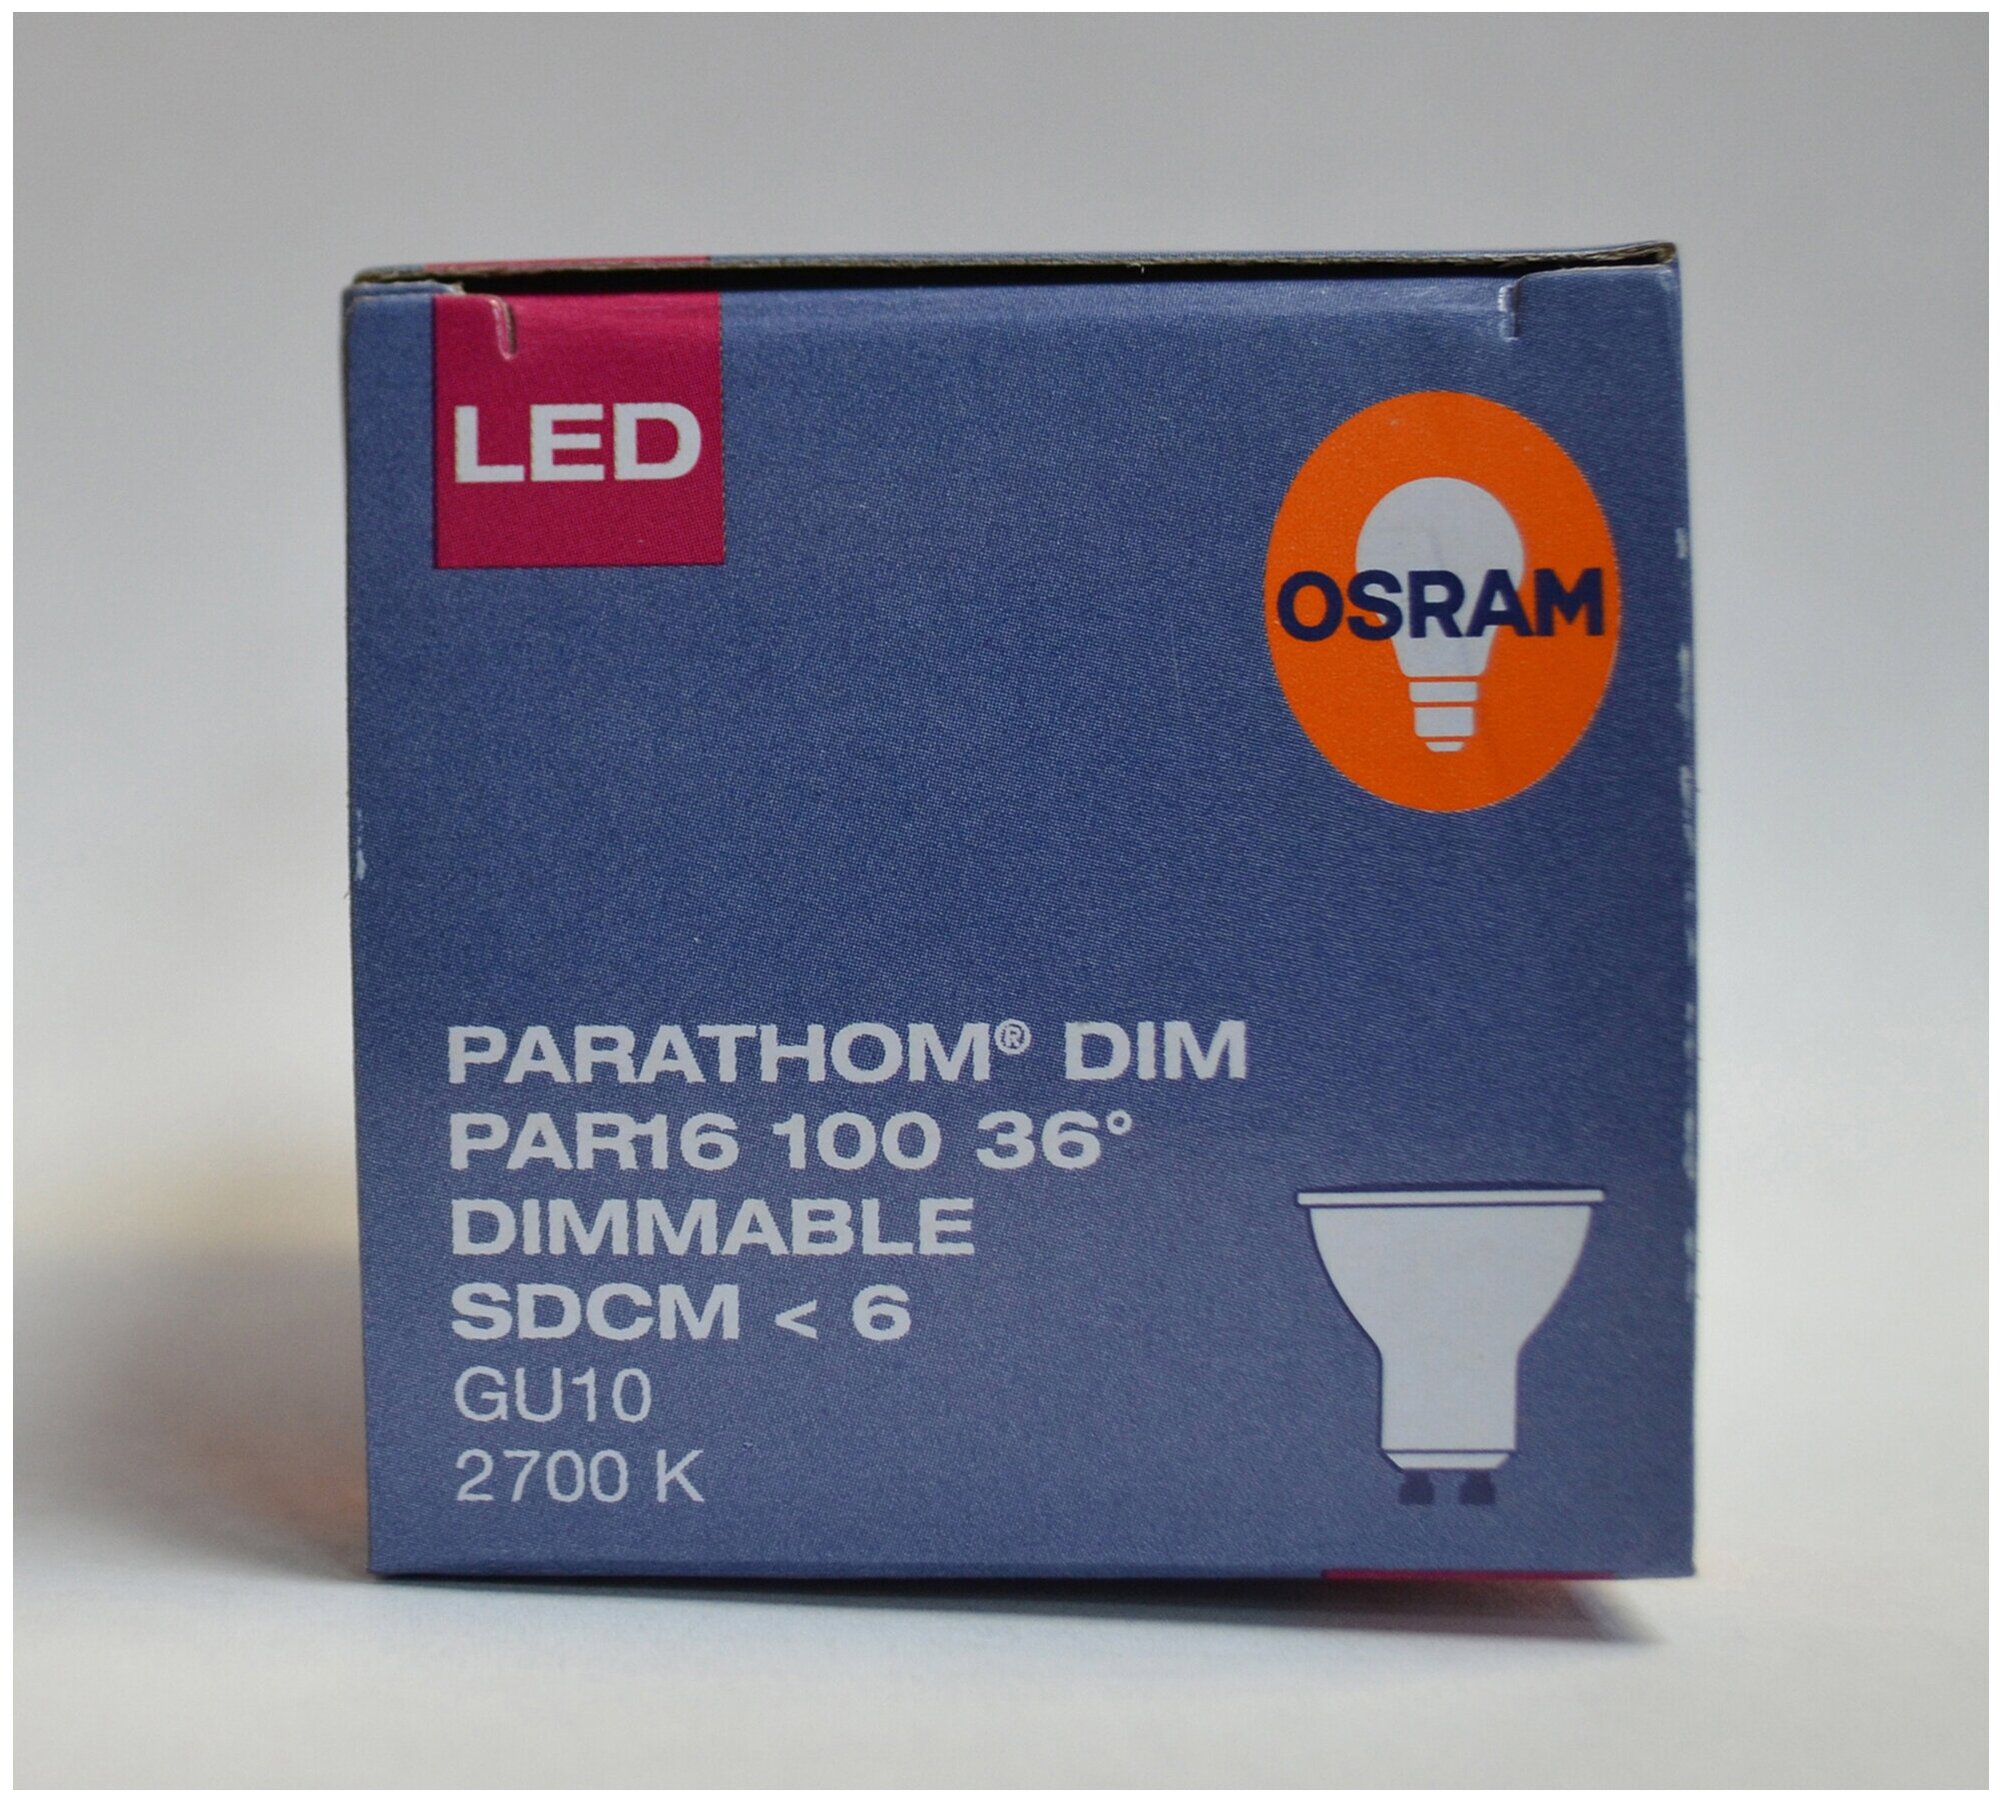 LED
OSRAM
PARATHOM® DIM
PAR16 100 36°
DIMMABLE
SDCM < 6
GU10
2700 K